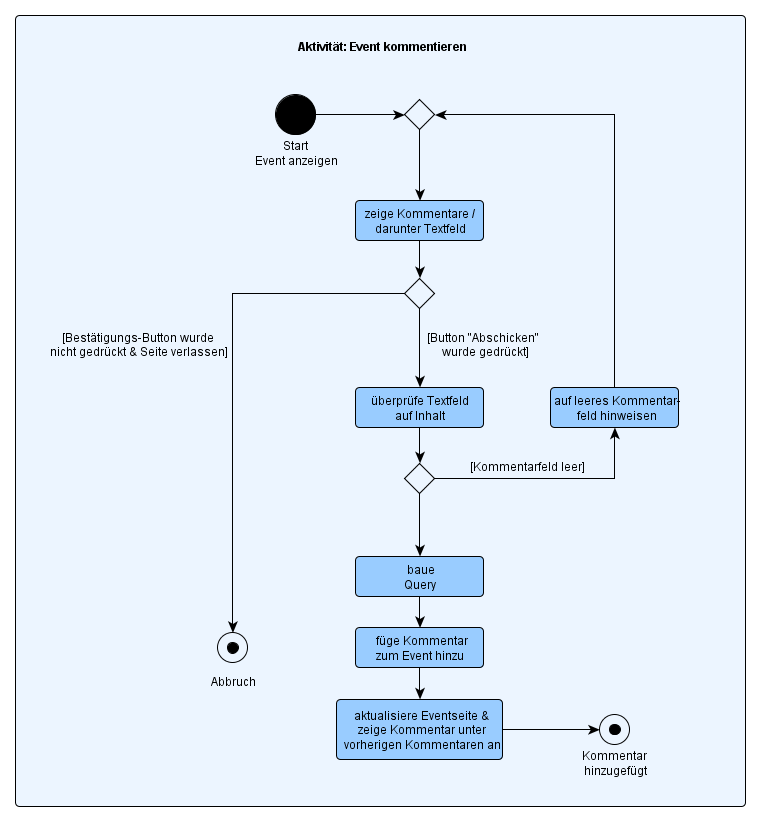 Aktivität: Event kommentieren
Start
Event anzeigen
zeige Kommentare /
darunter Textfeld
[Bestätigungs-Button wurde
nicht gedrückt & Seite verlassen]
[Button "Abschicken"
wurde gedrückt]
überprüfe Textfeld
auf Inhalt
auf leeres Kommentar-
feld hinweisen
[Kommentarfeld leer]
baue
Query
füge Kommentar
zum Event hinzu
Abbruch
aktualisiere Eventseite &
zeige Kommentar unter
vorherigen Kommentaren an
Kommentar
hinzugefügt